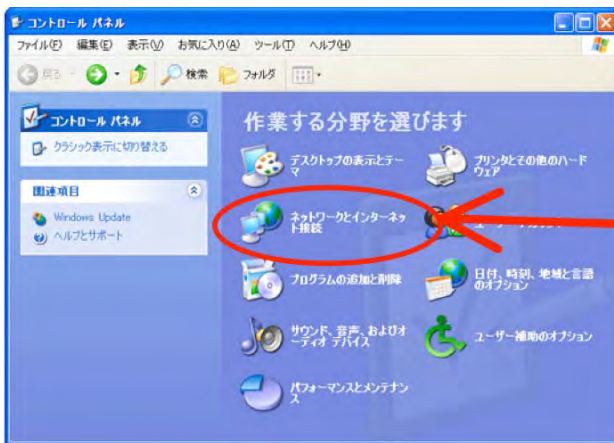 コントロール パネル
ファイル(F) 編集(E) 表示(V) お気に入り(A) ツール(T) ヘルプ(H)
戻る 検索 フォルダ
コントロール パネル
クラシック表示に切り替える
関連項目
Windows Update
ヘルプとサポート
作業する分野を選びます
デスクトップの表示とテー
マ
プリンタとその他のハード
ウェア
ネットワークとインターネッ
ト接続
プログラムの追加と削除
日付、時刻、地域と言語
のオプション
サウンド、音声、およびオ
ーディオ デバイス
ユーザー補助のオプション
パフォーマンスとメンテナン
ス